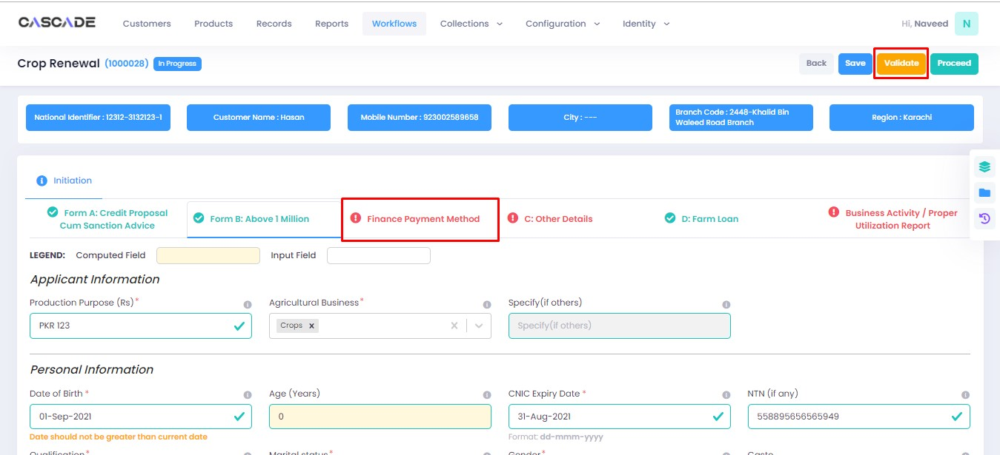 CASCADE
Customers
Products
Records
Reports
Workflows
Collections
Configuration
Identity
Hi, Naveed
N
Crop Renewal (1000028) In Progress
Back
Save
Validate
Proceed
National Identifier : 12312-3132123-1
Customer Name : Hasan
Mobile Number : 923002589658
City : ---
Branch Code : 2448-Khalid Bin
Waleed Road Branch
Region : Karachi
Initiation
Form A: Credit Proposal
Cum Sanction Advice
Form B: Above 1 Million
Finance Payment Method
C: Other Details
D: Farm Loan
Business Activity / Proper
Utilization Report
LEGEND: Computed Field Input Field
Applicant Information
Production Purpose (Rs)*
PKR 123
Agricultural Business*
Crops x
Specify(if others)
Specify(if others)
Personal Information
Date of Birth *
01-Sep-2021
Date should not be greater than current date
Age (Years)
0
CNIC Expiry Date *
31-Aug-2021
Format: dd-mmm-yyyy
NTN (if any)
558895656565949
Qualification*
Marital status*
Gender*
Caste